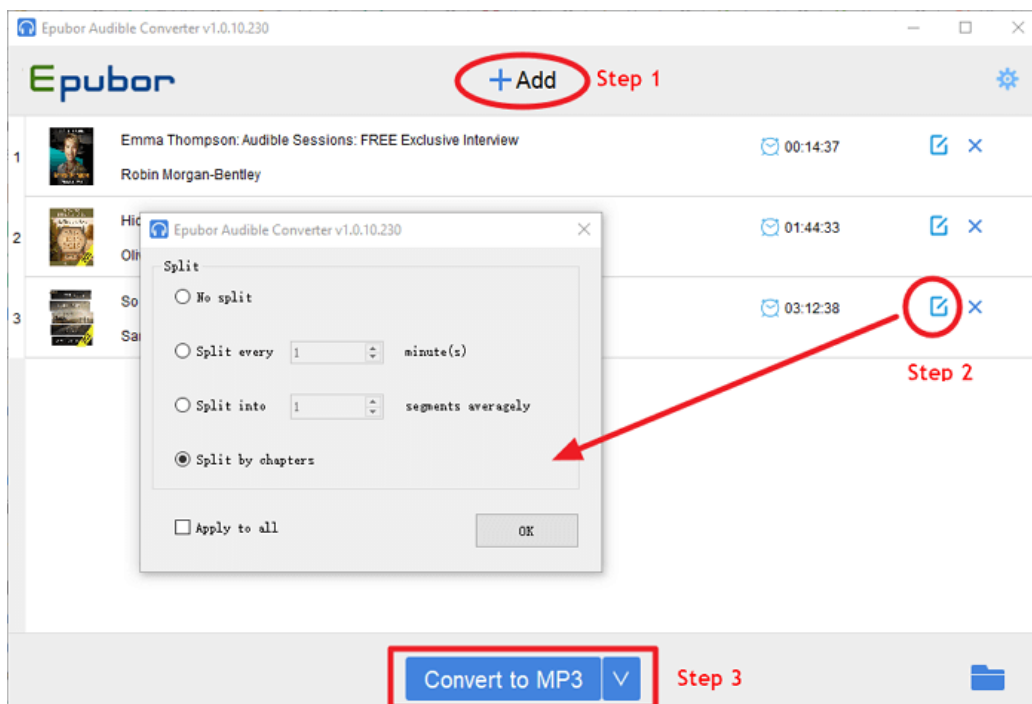 Epubor Audible Converter v1.0.10.230
Epubor
+ Add
Step 1
1
Emma Thompson: Audible Sessions: FREE Exclusive Interview
00:14:37
Robin Morgan-Bentley
2
01:44:33
3
So
03:12:38
Step 2
Epubor Audible Converter v1.0.10.230
Split
No split
Split every 1 minute(s)
Split into 1 segments averagely
Split by chapters
Apply to all
OK
Convert to MP3
Step 3